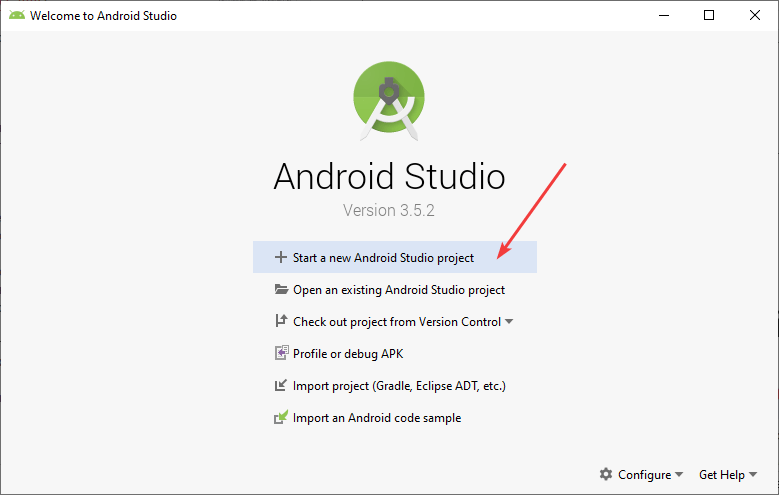 Welcome to Android Studio
Android Studio
Version 3.5.2
Start a new Android Studio project
Open an existing Android Studio project
Check out project from Version Control
Profile or debug APK
Import project (Gradle, Eclipse ADT, etc.)
Import an Android code sample
Configure Get Help